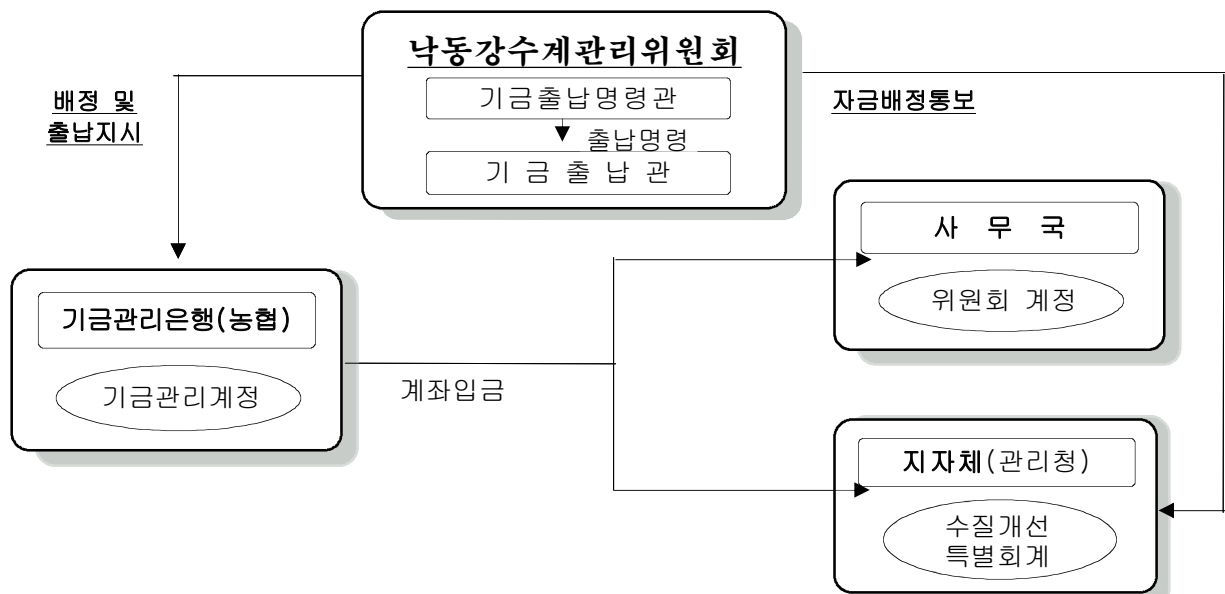 낙동강수계관리위원회
기금출납명령관
출납명령
기 금 출 납 관
배정 및
출납지시
자금배정통보
사 무 국
위원회 계정
기금관리은행(농협)
기금관리계정
계좌입금
지자체(관리청)
수질개선
특별회계